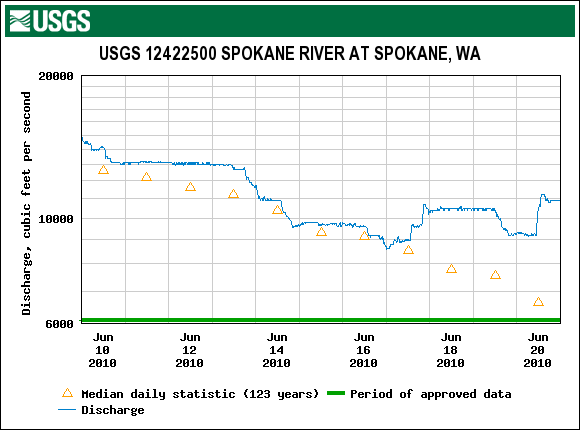 USGS
USGS 12422500 SPOKANE RIVER AT SPOKANE, WA
20000
10000
6000
Discharge, cubic feet per second
Jun Jun Jun Jun Jun Jun
10 12 14 16 18 20
2010 2010 2010 2010 2010 2010
Median daily statistic (123 years) Period of approved data
Discharge